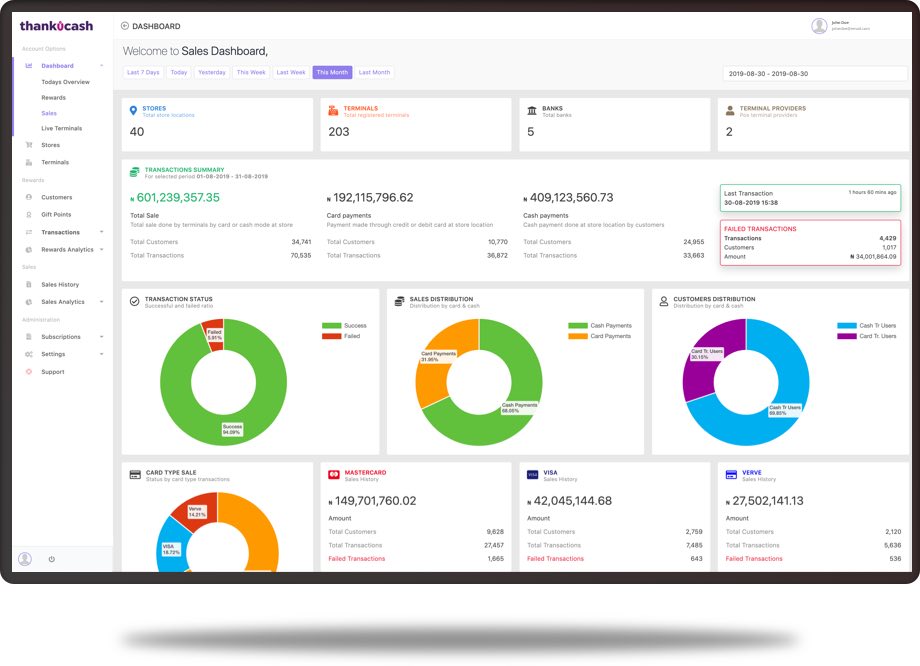 thankucash
DASHBOARD
John Doe
johndoe@email.com
Account Options
Dashboard
Todays Overview
Rewards
Sales
Live Terminals
Stores
Terminals
Rewards
Customers
Gift Points
Transactions
Rewards Analytics
Sales
Sales History
Sales Analytics
Administration
Subscriptions
Settings
Support
Welcome to Sales Dashboard,
Last 7 Days Today Yesterday This Week Last Week This Month Last Month
2019-08-30 - 2019-08-30
STORES
Total store locations
40
TERMINALS
Total registered terminals
203
BANKS
Total banks
5
TERMINAL PROVIDERS
Pos terminal providers
2
TRANSACTIONS SUMMARY
For selected period 01-08-2019 - 31-08-2019
₦ 601,239,357.35
Total Sale
Total sale done by terminals by card or cash mode at store
Total Customers 34,741
Total Transactions 70,535
₦ 192,115,796.62
Card payments
Payment made through credit or debit card at store location
Total Customers 10,770
Total Transactions 36,872
₦ 409,123,560.73
Cash payments
Cash payment done at store location by customers
Total Customers 24,955
Total Transactions 33,663
Last Transaction 1 hours 60 mins ago
30-08-2019 15:38
FAILED TRANSACTIONS
Transactions 4,429
Customers 1,017
Amount ₦ 34,001,864.09
TRANSACTION STATUS
Successful and failed ratio
Success
Failed
Failed
5.91%
Success
94.09%
SALES DISTRIBUTION
Distribution by card & cash
Cash Payments
Card Payments
Card Payments
31.95%
Cash Payments
68.05%
CUSTOMERS DISTRIBUTION
Distribution by card & cash
Cash Tr Users
Card Tr. Users
Card Tr. Users
30.15%
Cash Tr Users
69.85%
CARD TYPE SALE
Status by card type transactions
Verve
14.21%
VISA
18.72%
MASTERCARD
Sales History
₦ 149,701,760.02
Amount
Total Customers 9,628
Total Transactions 27,457
Failed Transactions 1,665
VISA
VISA
Sales History
₦ 42,045,144.68
Amount
Total Customers 2,759
Total Transactions 7,485
Failed Transactions 643
VERVE
Sales History
₦ 27,502,141.13
Amount
Total Customers 2,120
Total Transactions 5,636
Failed Transactions 536